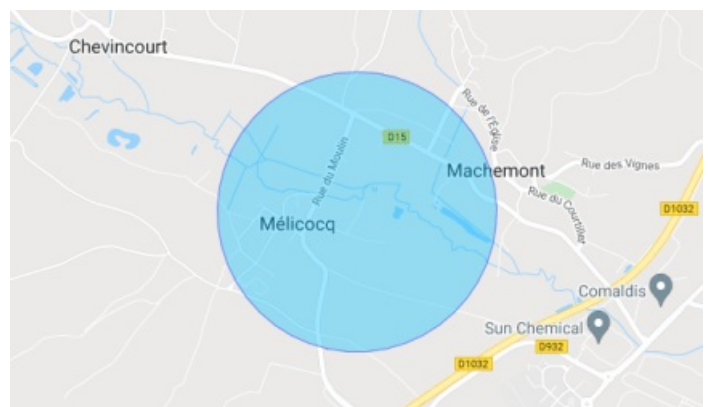 Chevincourt
Rue de l'Église
D15
Rue du Moulin
Machemont
Rue des Vignes
Rue du Courtillier
D1032
Mélicocq
Comaldis
Sun Chemical
D932
D1032